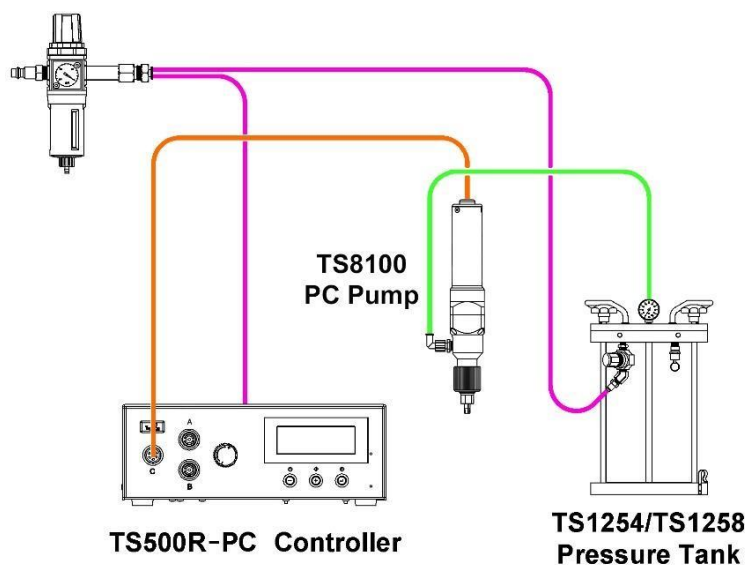 TS8100
PC Pump
A
C
B
TS500R-PC Controller
TS1254/TS1258
Pressure Tank